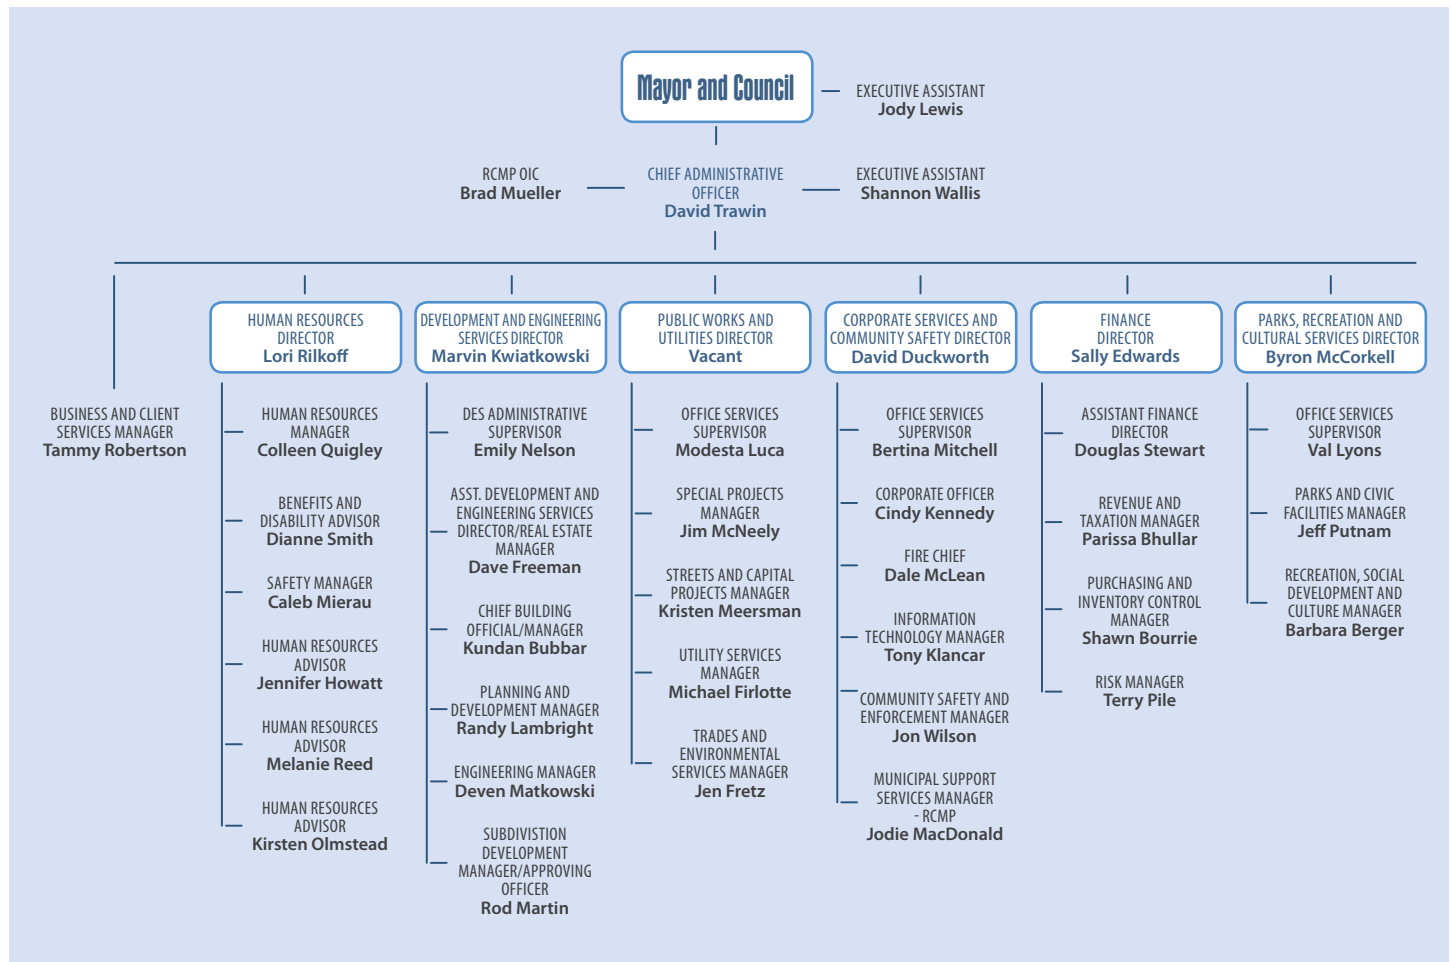 Mayor and Council
EXECUTIVE ASSISTANT
Jody Lewis
RCMP OIC
Brad Mueller
CHIEF ADMINISTRATIVE
OFFICER
David Trawin
EXECUTIVE ASSISTANT
Shannon Wallis
BUSINESS AND CLIENT
SERVICES MANAGER
Tammy Robertson
HUMAN RESOURCES
DIRECTOR
Lori Rilkoff
HUMAN RESOURCES
MANAGER
Colleen Quigley
BENEFITS AND
DISABILITY ADVISOR
Dianne Smith
SAFETY MANAGER
Caleb Mierau
HUMAN RESOURCES
ADVISOR
Jennifer Howatt
HUMAN RESOURCES
ADVISOR
Melanie Reed
HUMAN RESOURCES
ADVISOR
Kirsten Olmstead
DEVELOPMENT AND ENGINEERING
SERVICES DIRECTOR
Marvin Kwiatkowski
DES ADMINISTRATIVE
SUPERVISOR
Emily Nelson
ASST. DEVELOPMENT AND
ENGINEERING SERVICES
DIRECTOR/REAL ESTATE
MANAGER
Dave Freeman
CHIEF BUILDING
OFFICIAL/MANAGER
Kundan Bubbar
PLANNING AND
DEVELOPMENT MANAGER
Randy Lambright
ENGINEERING MANAGER
Deven Matkowski
SUBDIVISTION
DEVELOPMENT
MANAGER/APPROVING
OFFICER
Rod Martin
PUBLIC WORKS AND
UTILITIES DIRECTOR
Vacant
OFFICE SERVICES
SUPERVISOR
Modesta Luca
SPECIAL PROJECTS
MANAGER
Jim McNeely
STREETS AND CAPITAL
PROJECTS MANAGER
Kristen Meersman
UTILITY SERVICES
MANAGER
Michael Firlotte
TRADES AND
ENVIRONMENTAL
SERVICES MANAGER
Jen Fretz
CORPORATE SERVICES AND
COMMUNITY SAFETY DIRECTOR
David Duckworth
OFFICE SERVICES
SUPERVISOR
Bertina Mitchell
CORPORATE OFFICER
Cindy Kennedy
FIRE CHIEF
Dale McLean
INFORMATION
TECHNOLOGY MANAGER
Tony Klancar
COMMUNITY SAFETY AND
ENFORCEMENT MANAGER
Jon Wilson
MUNICIPAL SUPPORT
SERVICES MANAGER
- RCMP
Jodie MacDonald
FINANCE
DIRECTOR
Sally Edwards
ASSISTANT FINANCE
DIRECTOR
Douglas Stewart
REVENUE AND
TAXATION MANAGER
Parissa Bhullar
PURCHASING AND
INVENTORY CONTROL
MANAGER
Shawn Bourrie
RISK MANAGER
Terry Pile
PARKS, RECREATION AND
CULTURAL SERVICES DIRECTOR
Byron McCorkell
OFFICE SERVICES
SUPERVISOR
Val Lyons
PARKS AND CIVIC
FACILITIES MANAGER
Jeff Putnam
RECREATION, SOCIAL
DEVELOPMENT AND
CULTURE MANAGER
Barbara Berger